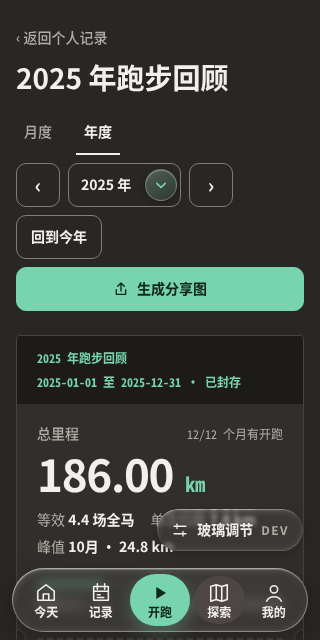 ‹ 返回个人记录
2025 年跑步回顾
月度 年度
‹ 2025 年 ›
回到今年
生成分享图
2025 年跑步回顾
2025-01-01 至 2025-12-31 · 已封存
总里程 12/12 个月有开跑
186.00 km
等效 4.4 场全马 单
玻璃调节 DEV
峰值 10月 · 24.8 km
今天 记录 开跑 探索 我的